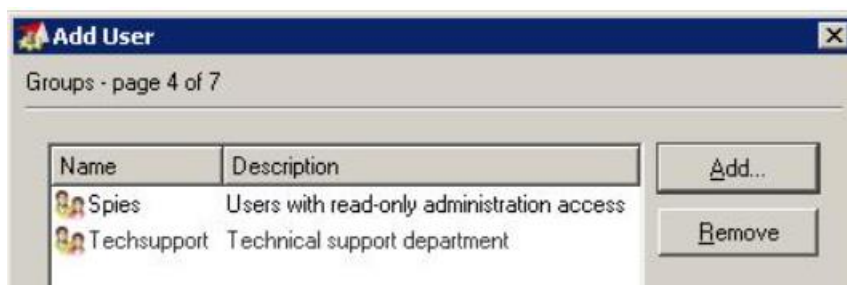 Add User
Groups - page 4 of 7
Name Description Add...
Spies Users with read-only administration access
Techsupport Technical support department Remove